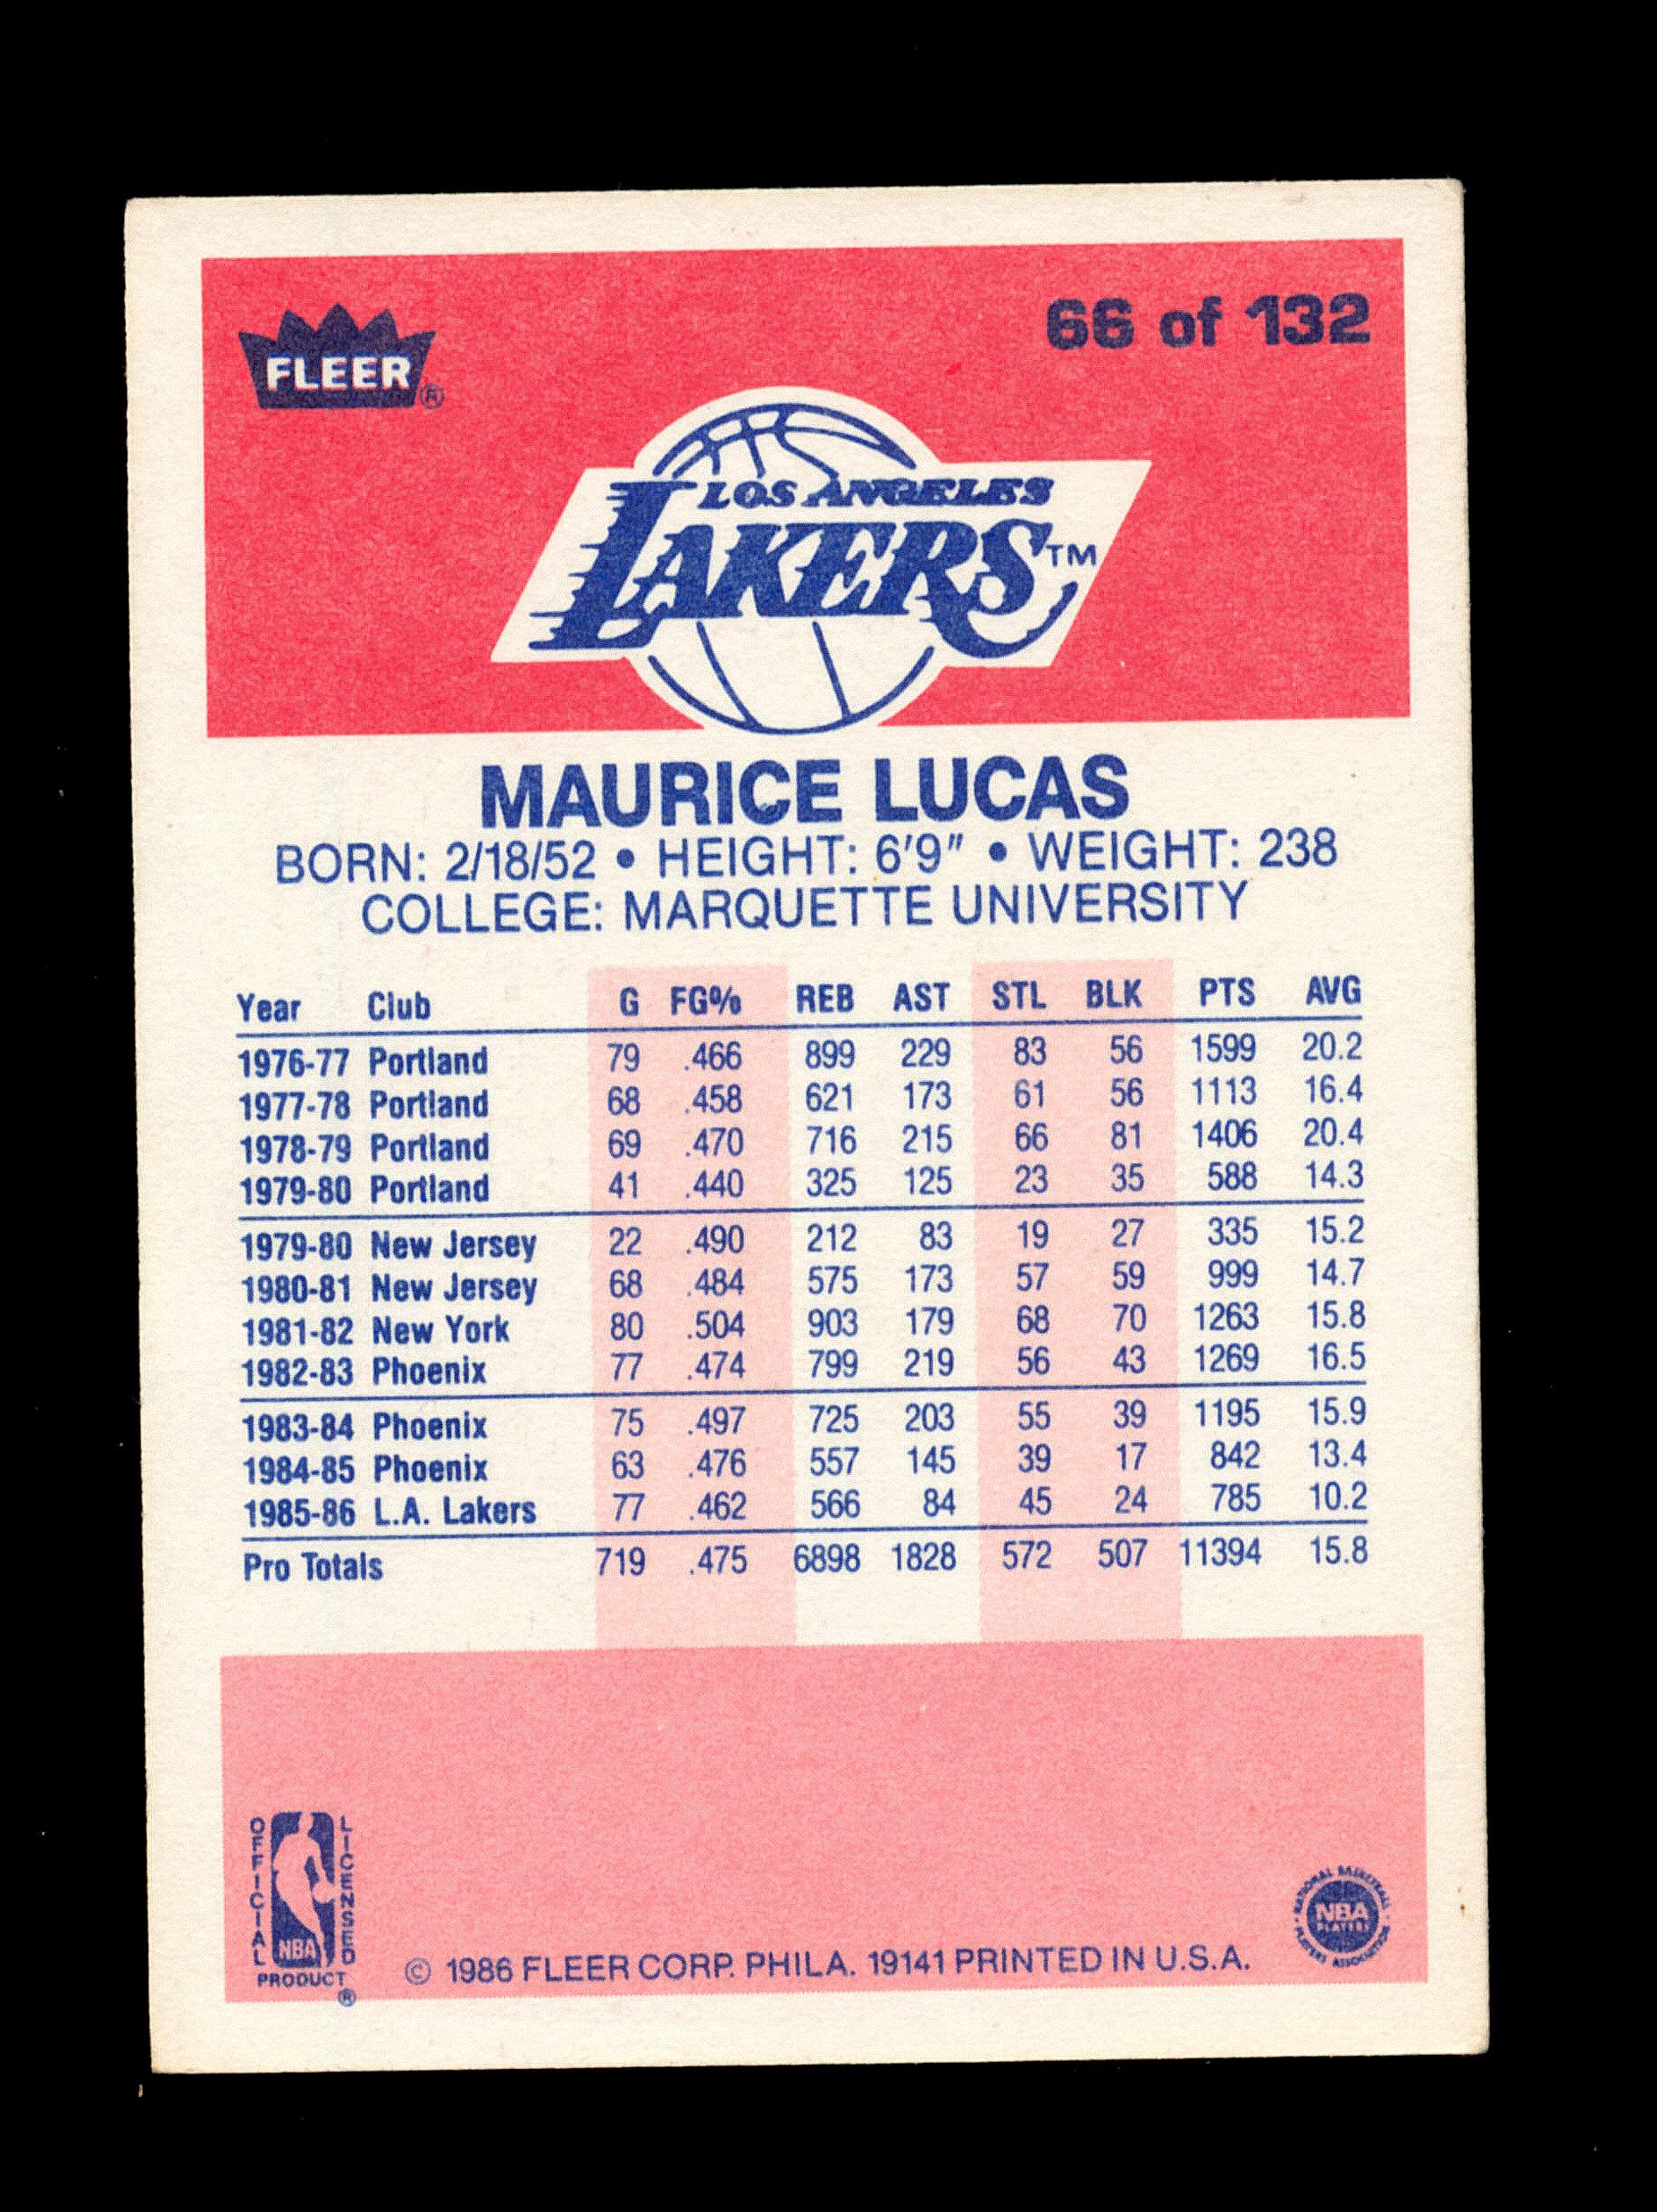 66 of 132
FLEER®
LOS ANGELES
LAKERS™
MAURICE LUCAS
BORN: 2/18/52 • HEIGHT: 6'9" • WEIGHT: 238
COLLEGE: MARQUETTE UNIVERSITY
Year Club G FG% REB AST STL BLK PTS AVG
1976-77 Portland 79 .466 899 229 83 56 1599 20.2
1977-78 Portland 68 .458 621 173 61 56 1113 16.4
1978-79 Portland 69 .470 716 215 66 81 1406 20.4
1979-80 Portland 41 .440 325 125 23 35 588 14.3
1979-80 New Jersey 22 .490 212 83 19 27 335 15.2
1980-81 New Jersey 68 .484 575 173 57 59 999 14.7
1981-82 New York 80 .504 903 179 68 70 1263 15.8
1982-83 Phoenix 77 .474 799 219 56 43 1269 16.5
1983-84 Phoenix 75 .497 725 203 55 39 1195 15.9
1984-85 Phoenix 63 .476 557 145 39 17 842 13.4
1985-86 L.A. Lakers 77 .462 566 84 45 24 785 10.2
Pro Totals 719 .475 6898 1828 572 507 11394 15.8
OFFICIAL
LICENSED
NBA
PRODUCT®
© 1986 FLEER CORP. PHILA. 19141 PRINTED IN U.S.A.
NATIONAL BASKETBALL
NBA
PLAYERS
PLAYERS ASSOCIATION